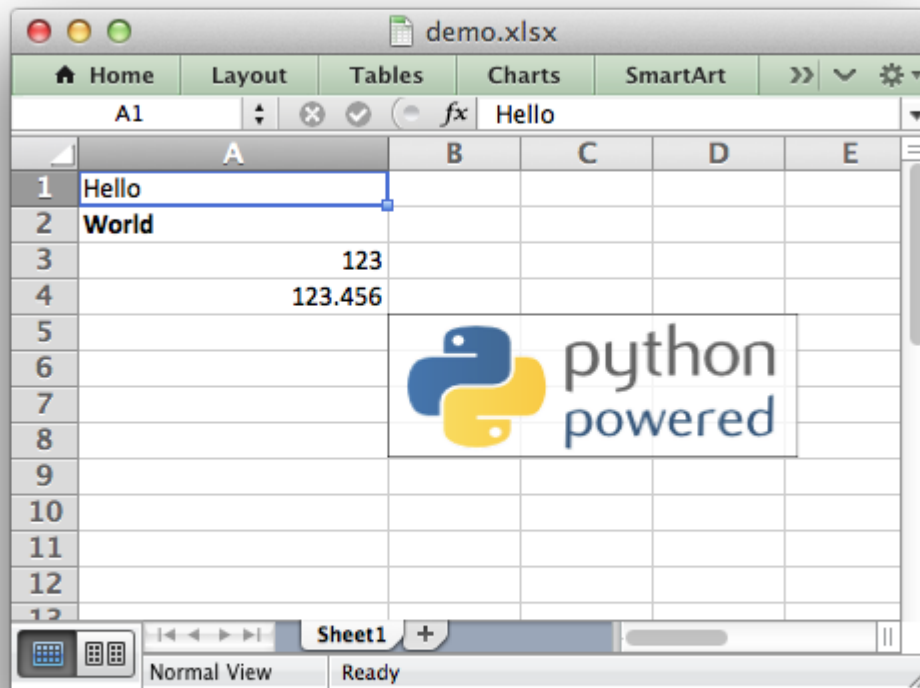 demo.xlsx
Home Layout Tables Charts SmartArt
A1 fx Hello
A B C D E
1 Hello
2 World
3 123
4 123.456
5
6 python
7
8 powered
9
10
11
12
13
Sheet1 +
Normal View Ready